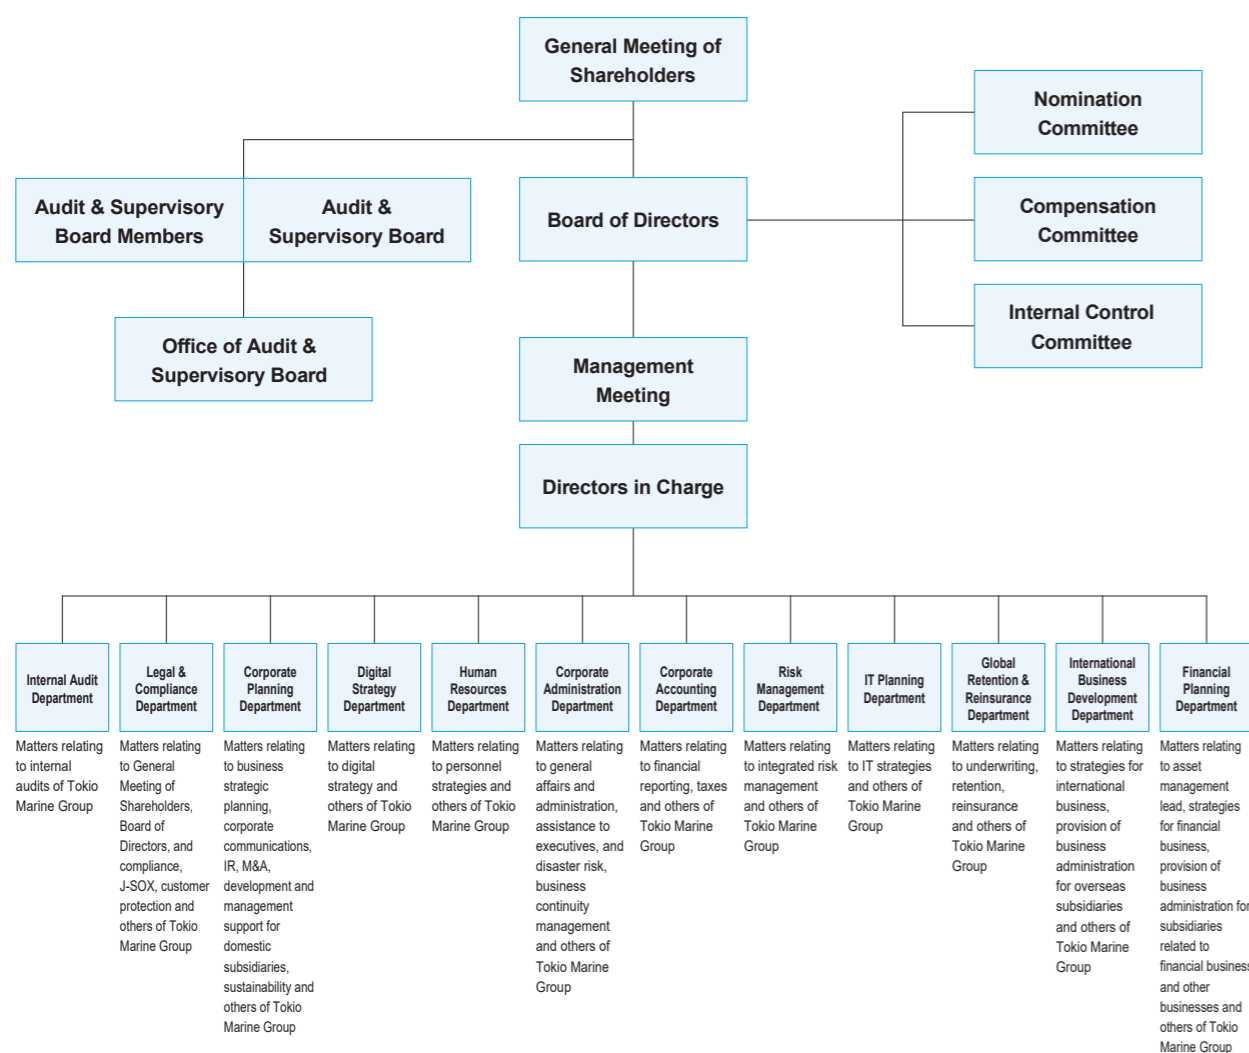 General Meeting of
Shareholders
Nomination
Committee
Audit & Supervisory
Board Members
Audit &
Supervisory Board
Board of Directors
Compensation
Committee
Internal Control
Committee
Office of Audit &
Supervisory Board
Management
Meeting
Directors in Charge
Internal Audit
Department
Matters relating
to internal
audits of Tokio
Marine Group
Legal &
Compliance
Department
Matters relating
to General
Meeting of
Shareholders,
Board of
Directors, and
compliance,
J-SOX, customer
protection and
others of Tokio
Marine Group
Corporate
Planning
Department
Matters relating
to business
strategic
planning,
corporate
communications,
IR, M&A,
development and
management
support for
domestic
subsidiaries,
sustainability and
others of Tokio
Marine Group
Digital
Strategy
Department
Matters relating
to digital
strategy and
others of Tokio
Marine Group
Human
Resources
Department
Matters relating
to personnel
strategies and
others of Tokio
Marine Group
Corporate
Administration
Department
Matters relating
to general
affairs and
administration,
assistance to
executives, and
disaster risk,
business
continuity
management
and others of
Tokio Marine
Group
Corporate
Accounting
Department
Matters relating
to financial
reporting, taxes
and others of
Tokio Marine
Group
Risk
Management
Department
Matters relating
to integrated risk
management
and others of
Tokio Marine
Group
IT Planning
Department
Matters relating
to IT strategies
and others of
Tokio Marine
Group
Global
Retention &
Reinsurance
Department
Matters relating
to underwriting,
retention,
reinsurance
and others of
Tokio Marine
Group
International
Business
Development
Department
Matters relating
to strategies for
international
business,
provision of
business
administration
for overseas
subsidiaries
and others of
Tokio Marine
Group
Financial
Planning
Department
Matters relating
to asset
management
lead, strategies
for financial
business,
provision of
business
administration for
subsidiaries
related to
financial business
and other
businesses and
others of Tokio
Marine Group